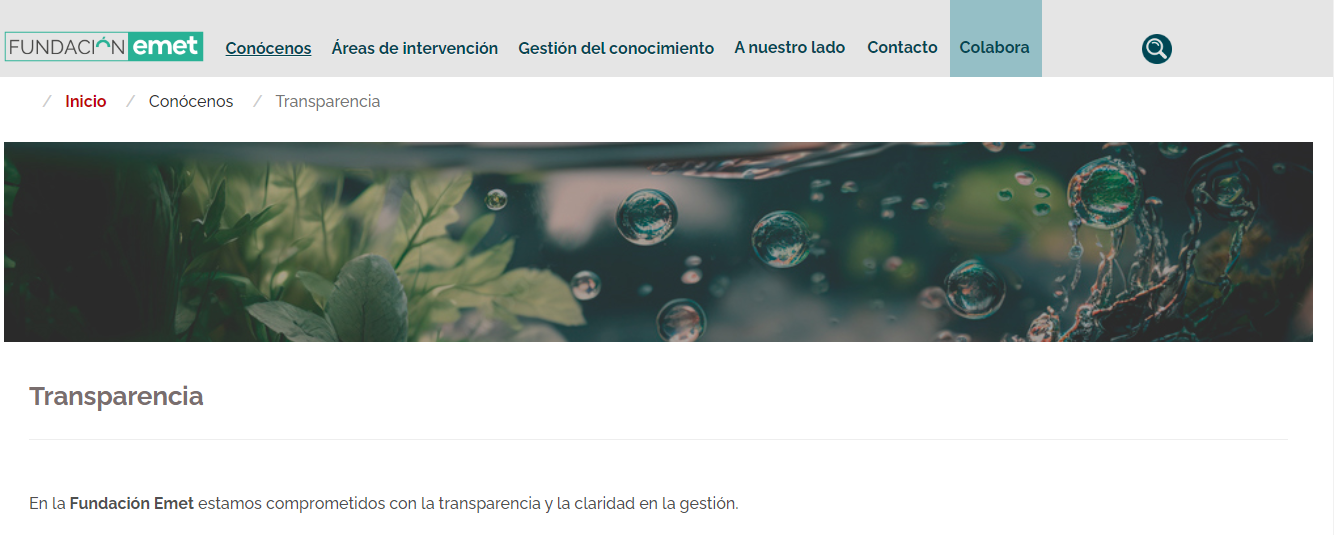 FUNDACIÓN emet
Conócenos
Áreas de intervención
Gestión del conocimiento
A nuestro lado
Contacto
Colabora
/ Inicio / Conócenos / Transparencia
Transparencia
En la Fundación Emet estamos comprometidos con la transparencia y la claridad en la gestión.